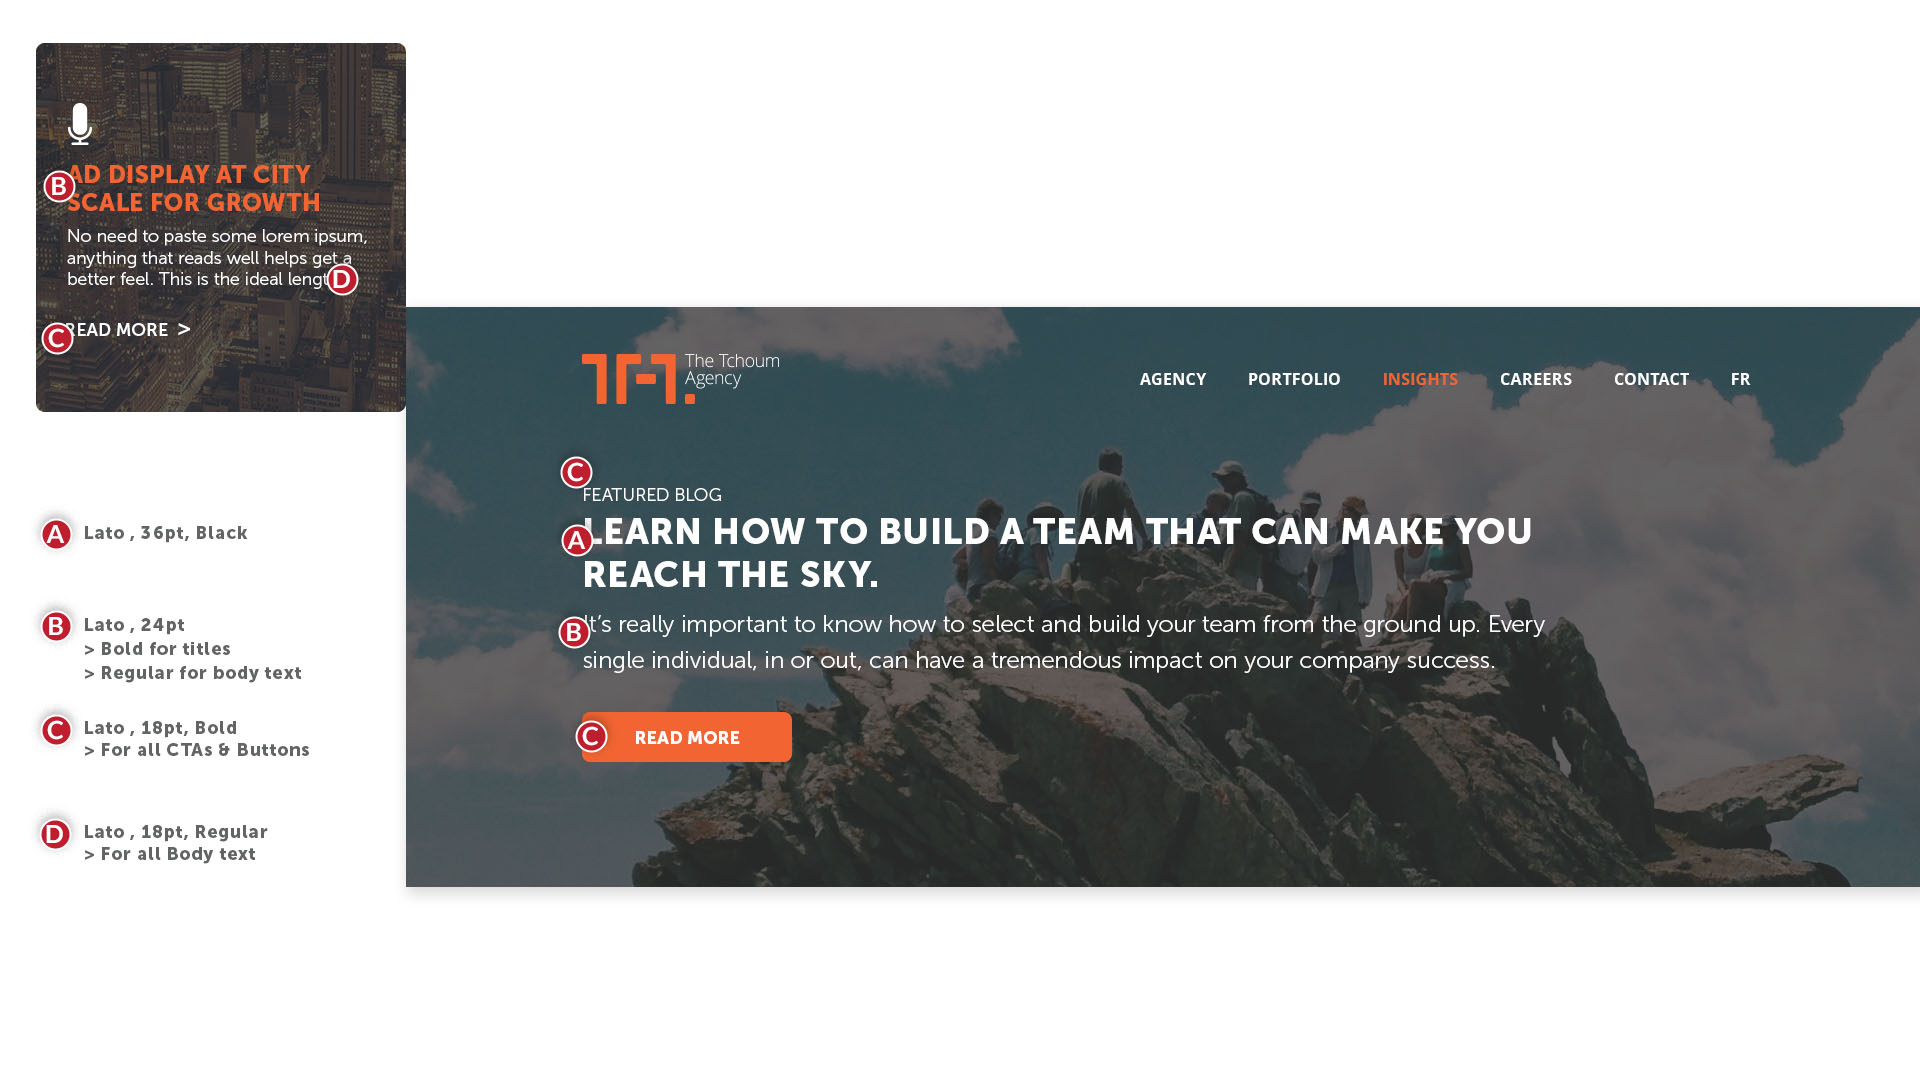 AD DISPLAY AT CITY
SCALE FOR GROWTH
B
No need to paste some lorem ipsum,
anything that reads well helps get a
better feel. This is the ideal lengt
D
READ MORE >
C
A
Lato , 36pt, Black
B
Lato , 24pt
> Bold for titles
> Regular for body text
C
Lato , 18pt, Bold
> For all CTAs & Buttons
D
Lato , 18pt, Regular
> For all Body text
The Tchoum
Agency
AGENCY PORTFOLIO INSIGHTS CAREERS CONTACT FR
C
FEATURED BLOG
A
LEARN HOW TO BUILD A TEAM THAT CAN MAKE YOU
REACH THE SKY.
B
It’s really important to know how to select and build your team from the ground up. Every
single individual, in or out, can have a tremendous impact on your company success.
C
READ MORE